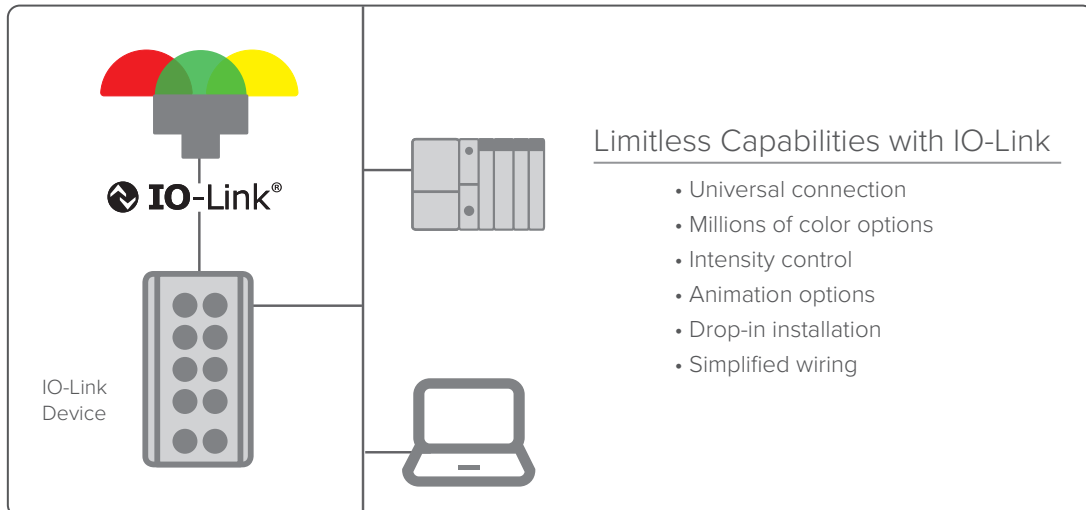 IO-Link®
IO-Link
Device
Limitless Capabilities with IO-Link
• Universal connection
• Millions of color options
• Intensity control
• Animation options
• Drop-in installation
• Simplified wiring